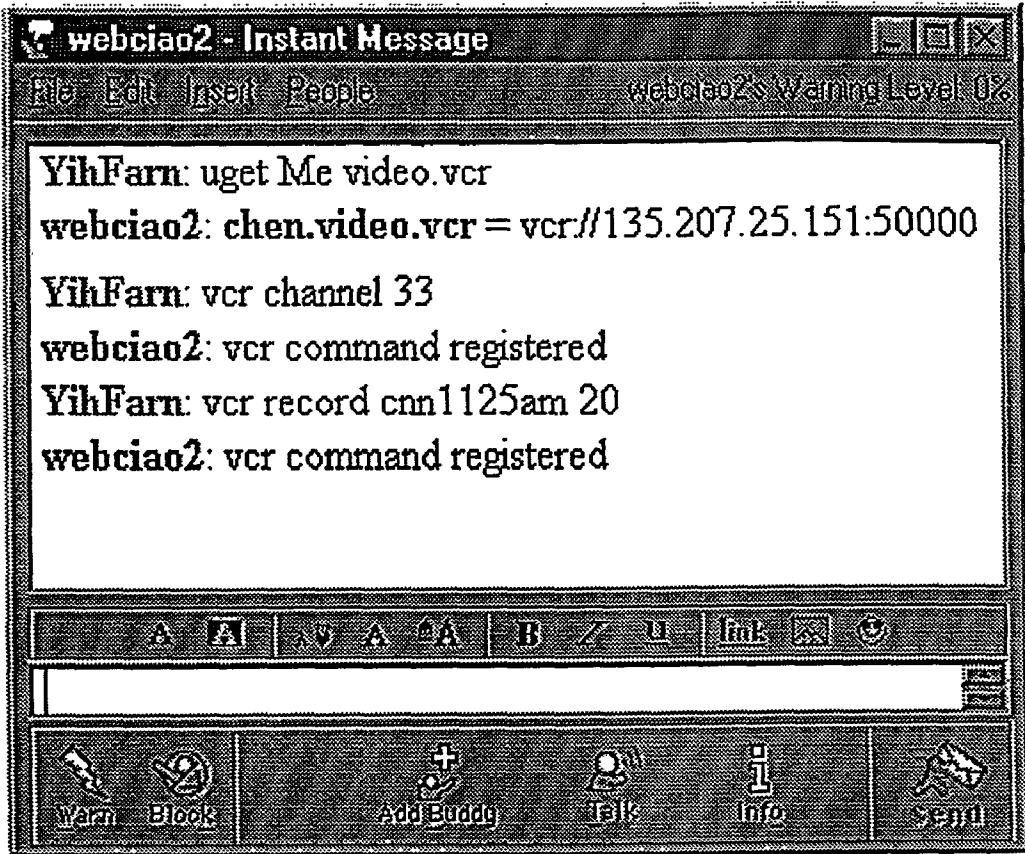 webciao2 - Instant Message
File Edit Insert People webciao2's Warning Level: 0%
YihFarn: uget Me video.vcr
webciao2: chen.video.vcr = vcr://135.207.25.151:50000
YihFarn: vcr channel 33
webciao2: vcr command registered
YihFarn: vcr record cnn1125am 20
webciao2: vcr command registered
A A A A A B I U link
Warn Block Add Buddy Talk Info Send